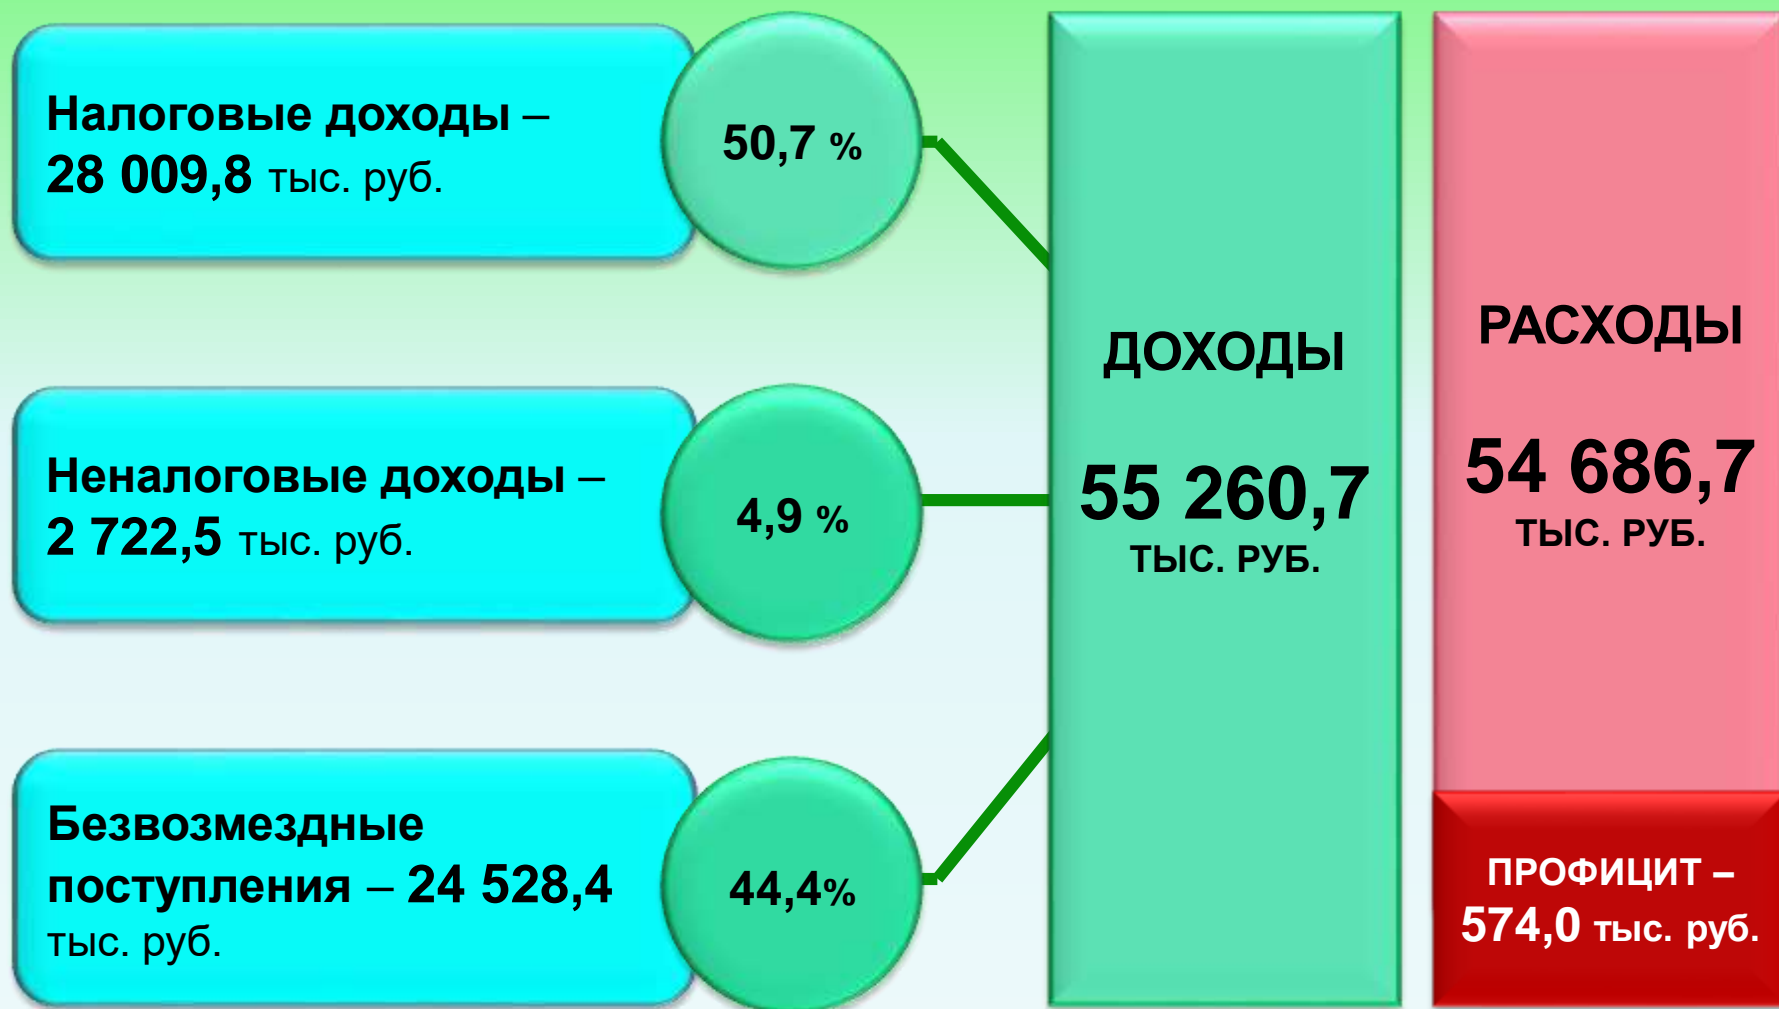 Налоговые доходы –
28 009,8 тыс. руб.
50,7 %
Неналоговые доходы –
2 722,5 тыс. руб.
4,9 %
Безвозмездные
поступления – 24 528,4
тыс. руб.
44,4%
ДОХОДЫ
55 260,7
ТЫС. РУБ.
РАСХОДЫ
54 686,7
ТЫС. РУБ.
ПРОФИЦИТ –
574,0 тыс. руб.